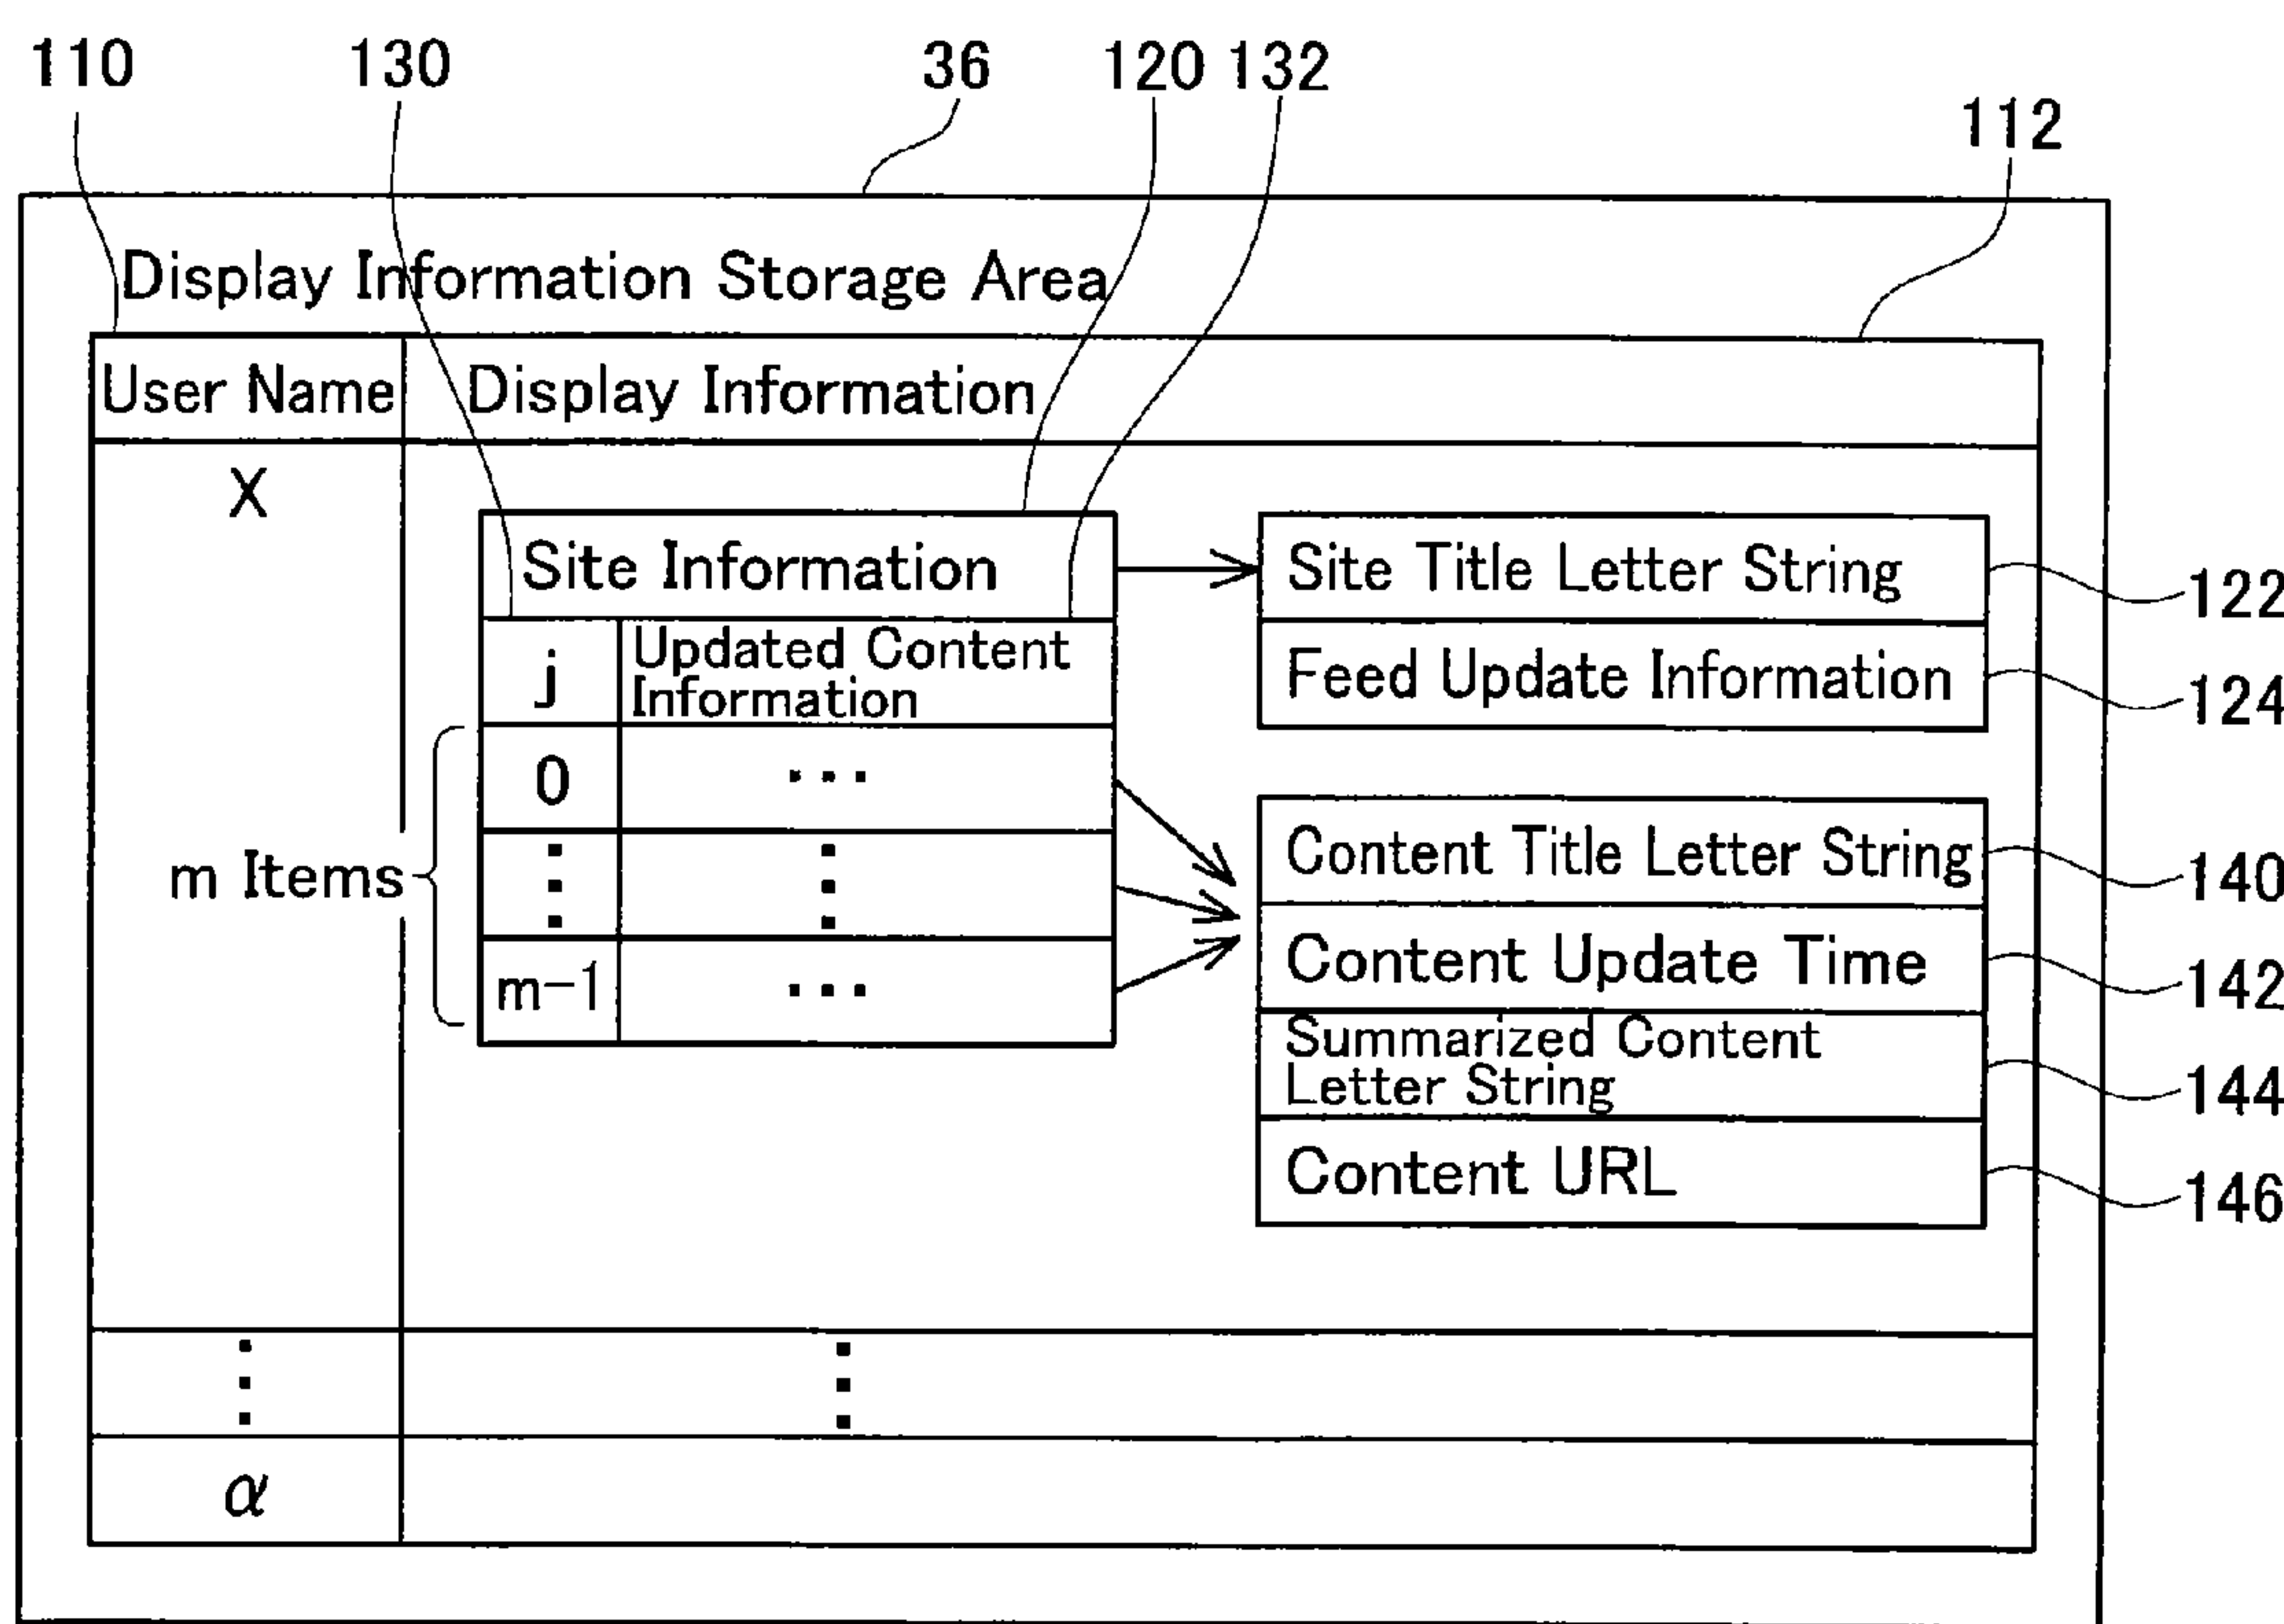 110 130 36 120 132
112
Display Information Storage Area
User Name Display Information
X
Site Information
Site Title Letter String
122
j
Updated Content
Information
Feed Update Information
124
0 ...
m Items
⋮ ⋮
m-1 ...
Content Title Letter String
140
Content Update Time
142
Summarized Content
Letter String
144
Content URL
146
⋮ ⋮
α